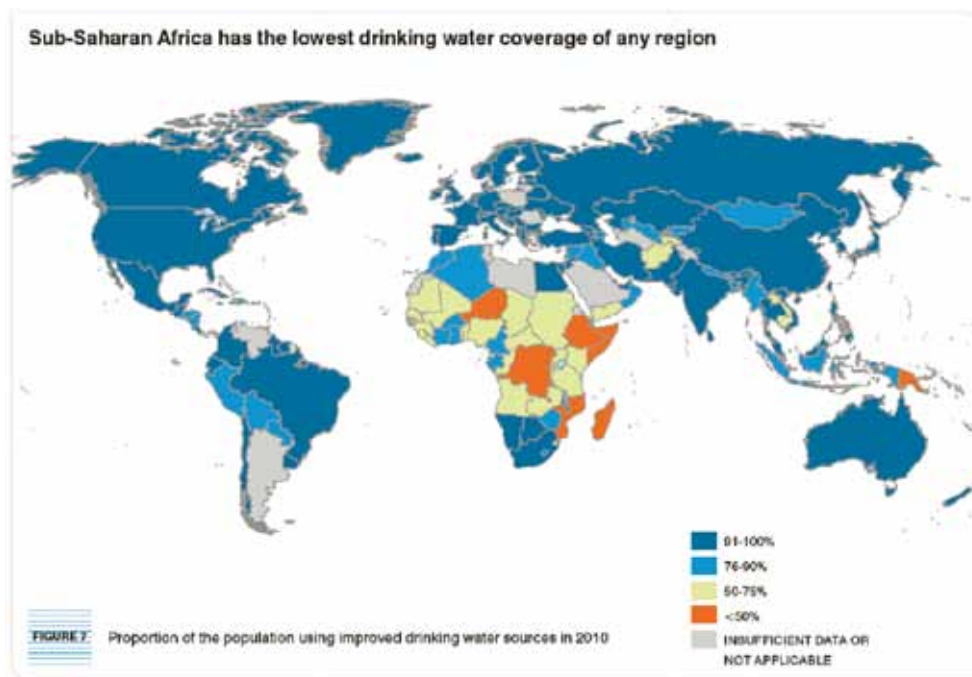 Sub-Saharan Africa has the lowest drinking water coverage of any region
91-100%
76-90%
50-75%
<50%
INSUFFICIENT DATA OR
NOT APPLICABLE
FIGURE 7 Proportion of the population using improved drinking water sources in 2010